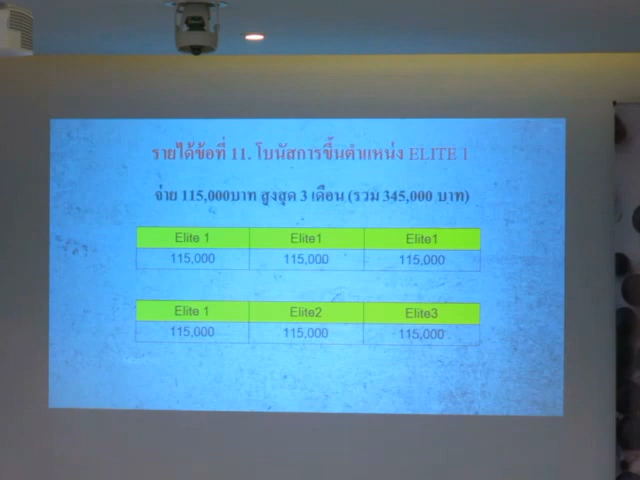 รายได้ข้อที่ 11. โบนัสการขึ้นตำแหน่ง ELITE 1
จ่าย 115,000บาท สูงสุด 3 เดือน (รวม 345,000 บาท)
Elite 1 Elite1 Elite1
115,000 115,000 115,000
Elite 1 Elite2 Elite3
115,000 115,000 115,000